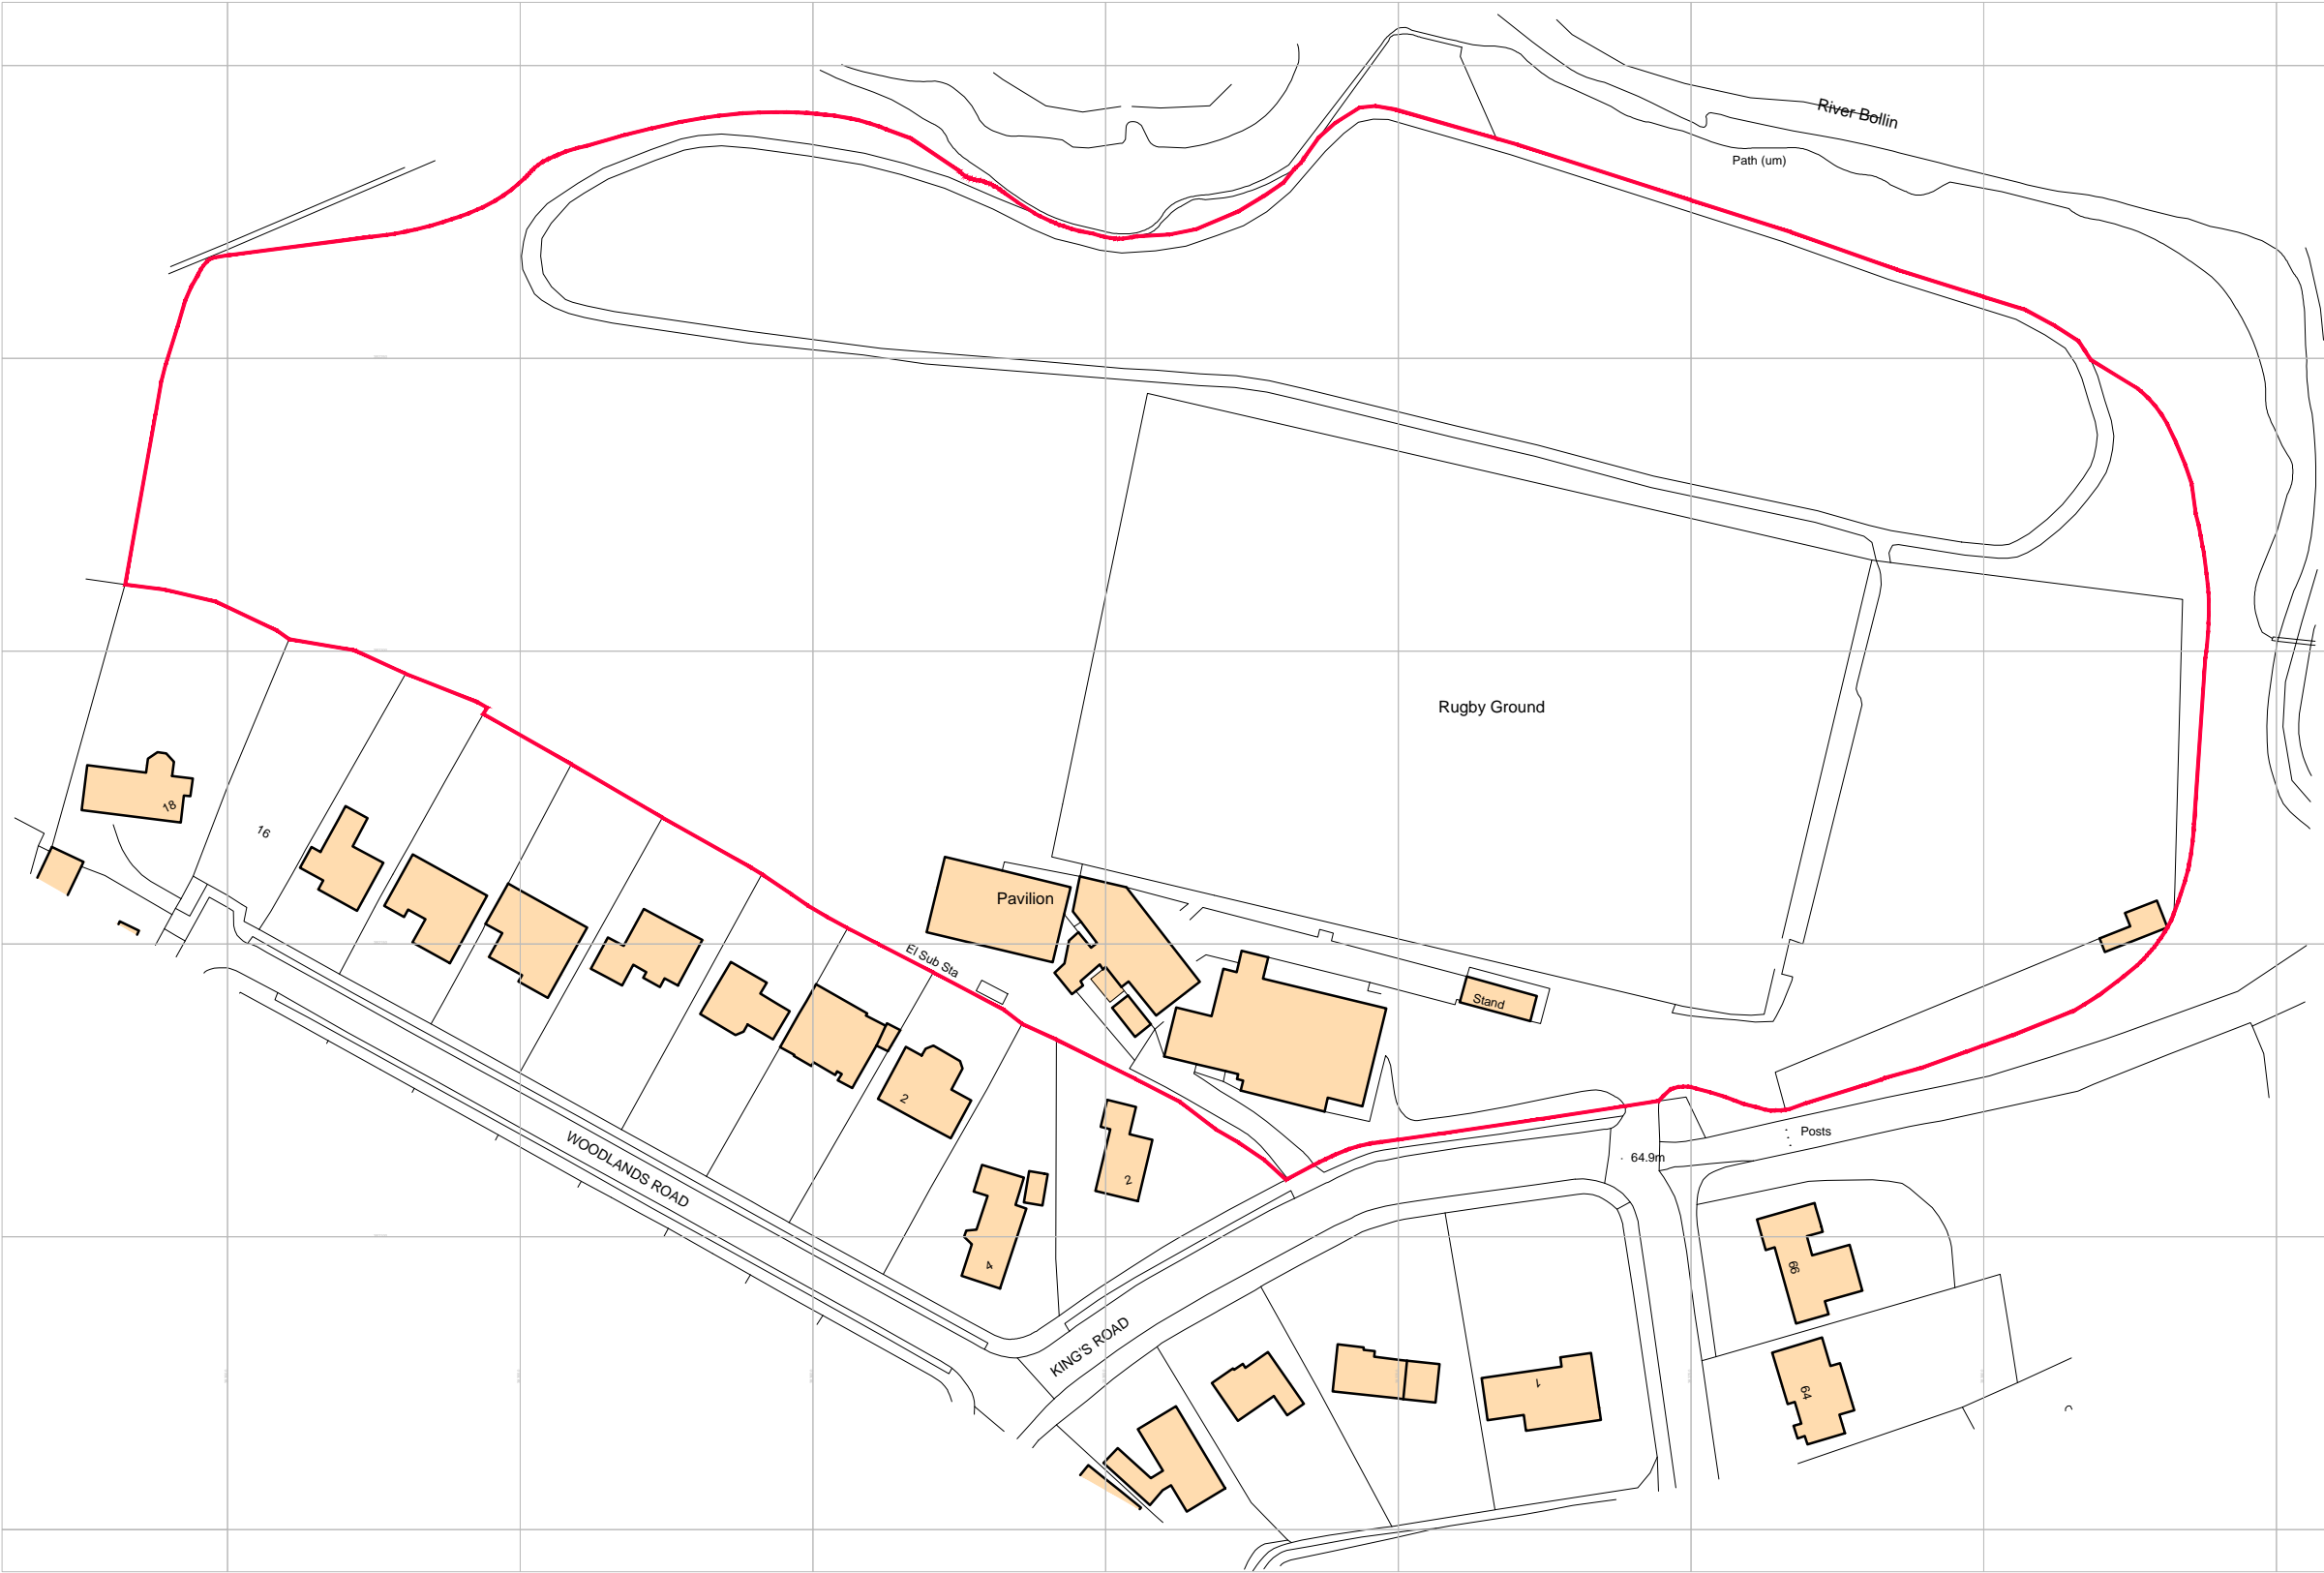 River Bollin
Path (um)
Rugby Ground
18
16
Pavilion
El Sub Sta
Stand
2
WOODLANDS ROAD
2
4
Posts
64.9m
66
KING'S ROAD
1
64